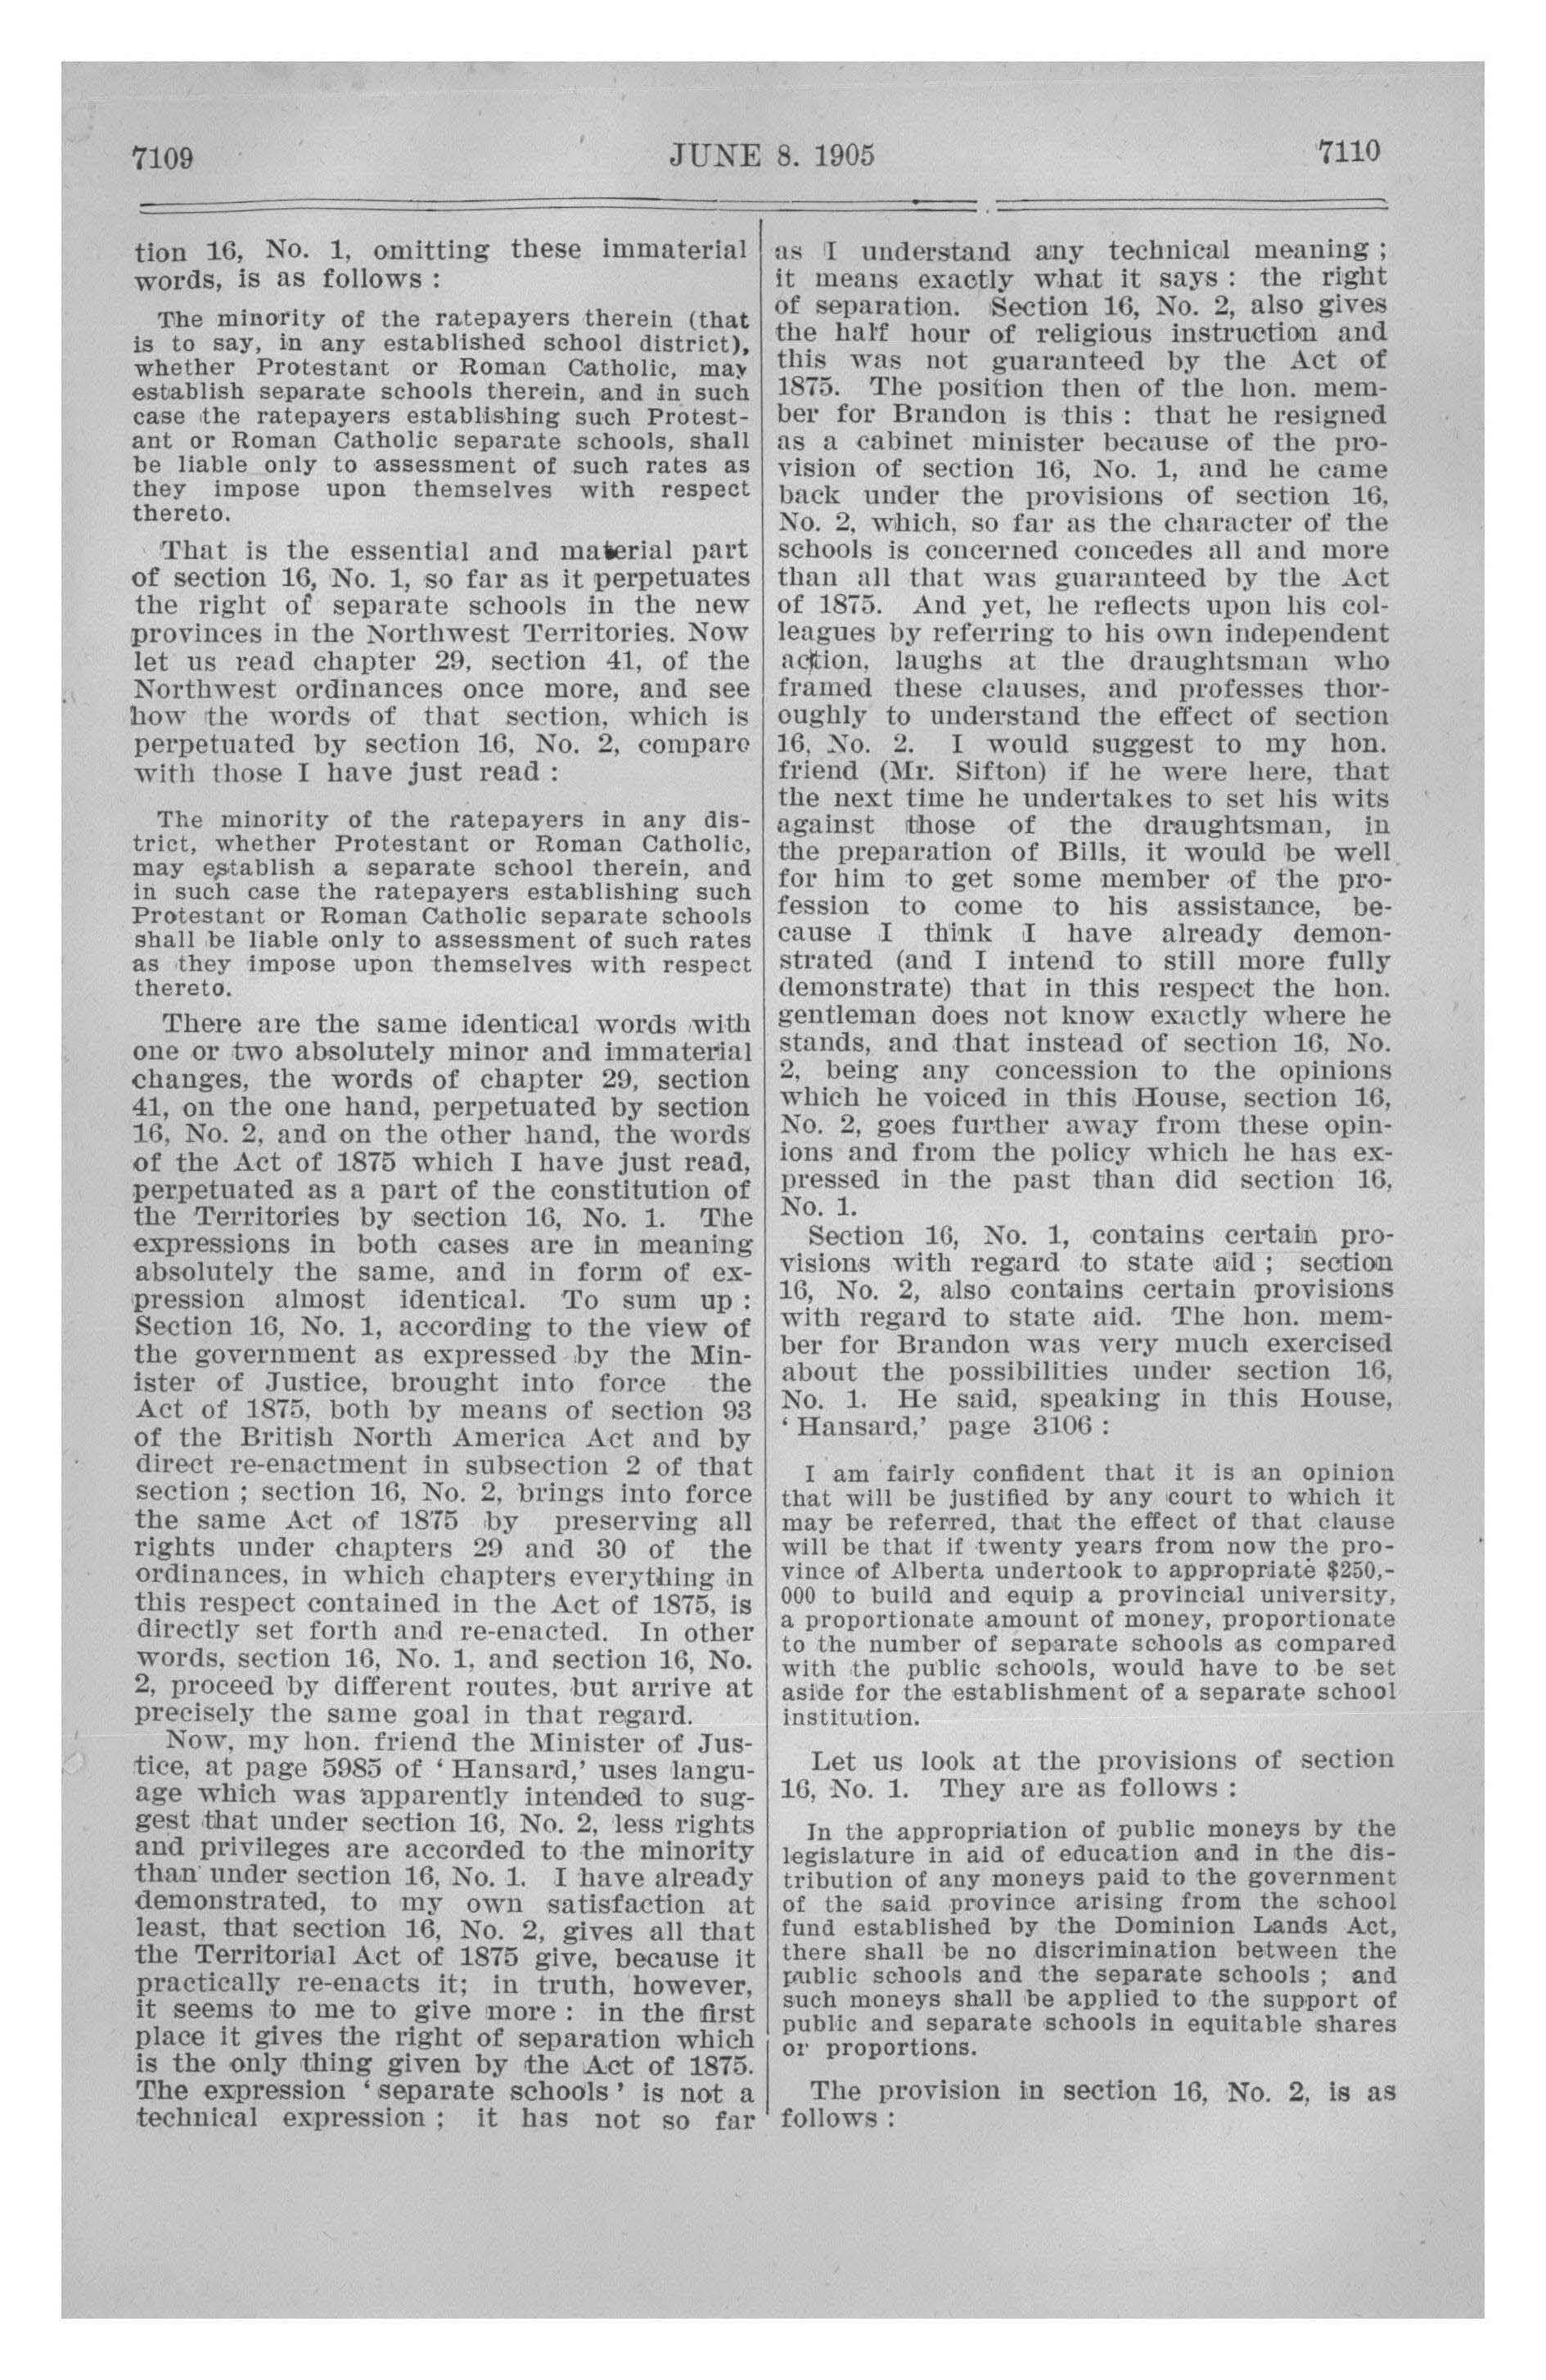 7109
JUNE 8. 1905
7110
tion 16, No. 1, omitting these immaterial
words, is as follows :
The minority of the ratepayers therein (that
is to say, in any established school district),
whether Protestant or Roman Catholic, may
establish separate schools therein, and in such
case the ratepayers establishing such Protest-
ant or Roman Catholic separate schools, shall
be liable only to assessment of such rates as
they impose upon themselves with respect
thereto.
That is the essential and material part
of section 16, No. 1, so far as it perpetuates
the right of separate schools in the new
provinces in the Northwest Territories. Now
let us read chapter 29, section 41, of the
Northwest ordinances once more, and see
how the words of that section, which is
perpetuated by section 16, No. 2, compare
with those I have just read :
The minority of the ratepayers in any dis-
trict, whether Protestant or Roman Catholic,
may establish a separate school therein, and
in such case the ratepayers establishing such
Protestant or Roman Catholic separate schools
shall be liable only to assessment of such rates
as they impose upon themselves with respect
thereto.
There are the same identical words with
one or two absolutely minor and immaterial
changes, the words of chapter 29, section
41, on the one hand, perpetuated by section
16, No. 2, and on the other hand, the words
of the Act of 1875 which I have just read,
perpetuated as a part of the constitution of
the Territories by section 16, No. 1. The
expressions in both cases are in meaning
absolutely the same, and in form of ex-
pression almost identical. To sum up :
Section 16, No. 1, according to the view of
the government as expressed by the Min-
ister of Justice, brought into force the
Act of 1875, both by means of section 93
of the British North America Act and by
direct re-enactment in subsection 2 of that
section ; section 16, No. 2, brings into force
the same Act of 1875 by preserving all
rights under chapters 29 and 30 of the
ordinances, in which chapters everything in
this respect contained in the Act of 1875, is
directly set forth and re-enacted. In other
words, section 16, No. 1, and section 16, No.
2, proceed by different routes, but arrive at
precisely the same goal in that regard.
Now, my hon. friend the Minister of Jus-
tice, at page 5985 of ‘ Hansard,’ uses langu-
age which was apparently intended to sug-
gest that under section 16, No. 2, less rights
and privileges are accorded to the minority
than under section 16, No. 1. I have already
demonstrated, to my own satisfaction at
least, that section 16, No. 2, gives all that
the Territorial Act of 1875 give, because it
practically re-enacts it; in truth, however,
it seems to me to give more : in the first
place it gives the right of separation which
is the only thing given by the Act of 1875.
The expression ‘ separate schools ’ is not a
technical expression ; it has not so far
as I understand any technical meaning ;
it means exactly what it says : the right
of separation. Section 16, No. 2, also gives
the half hour of religious instruction and
this was not guaranteed by the Act of
1875. The position then of the hon. mem-
ber for Brandon is this : that he resigned
as a cabinet minister because of the pro-
vision of section 16, No. 1, and he came
back under the provisions of section 16,
No. 2, which, so far as the character of the
schools is concerned concedes all and more
than all that was guaranteed by the Act
of 1875. And yet, he reflects upon his col-
leagues by referring to his own independent
action, laughs at the draughtsman who
framed these clauses, and professes thor-
oughly to understand the effect of section
16, No. 2. I would suggest to my hon.
friend (Mr. Sifton) if he were here, that
the next time he undertakes to set his wits
against those of the draughtsman, in
the preparation of Bills, it would be well
for him to get some member of the pro-
fession to come to his assistance, be-
cause I think I have already demon-
strated (and I intend to still more fully
demonstrate) that in this respect the hon.
gentleman does not know exactly where he
stands, and that instead of section 16, No.
2, being any concession to the opinions
which he voiced in this House, section 16,
No. 2, goes further away from these opin-
ions and from the policy which he has ex-
pressed in the past than did section 16,
No. 1.
Section 16, No. 1, contains certain pro-
visions with regard to state aid ; section
16, No. 2, also contains certain provisions
with regard to state aid. The hon. mem-
ber for Brandon was very much exercised
about the possibilities under section 16,
No. 1. He said, speaking in this House,
‘ Hansard,’ page 3106 :
I am fairly confident that it is an opinion
that will be justified by any court to which it
may be referred, that the effect of that clause
will be that if twenty years from now the pro-
vince of Alberta undertook to appropriate $250,-
000 to build and equip a provincial university,
a proportionate amount of money, proportionate
to the number of separate schools as compared
with the public schools, would have to be set
aside for the establishment of a separate school
institution.
Let us look at the provisions of section
16, No. 1. They are as follows :
In the appropriation of public moneys by the
legislature in aid of education and in the dis-
tribution of any moneys paid to the government
of the said province arising from the school
fund established by the Dominion Lands Act,
there shall be no discrimination between the
public schools and the separate schools ; and
such moneys shall be applied to the support of
public and separate schools in equitable shares
or proportions.
The provision in section 16, No. 2, is as
follows :